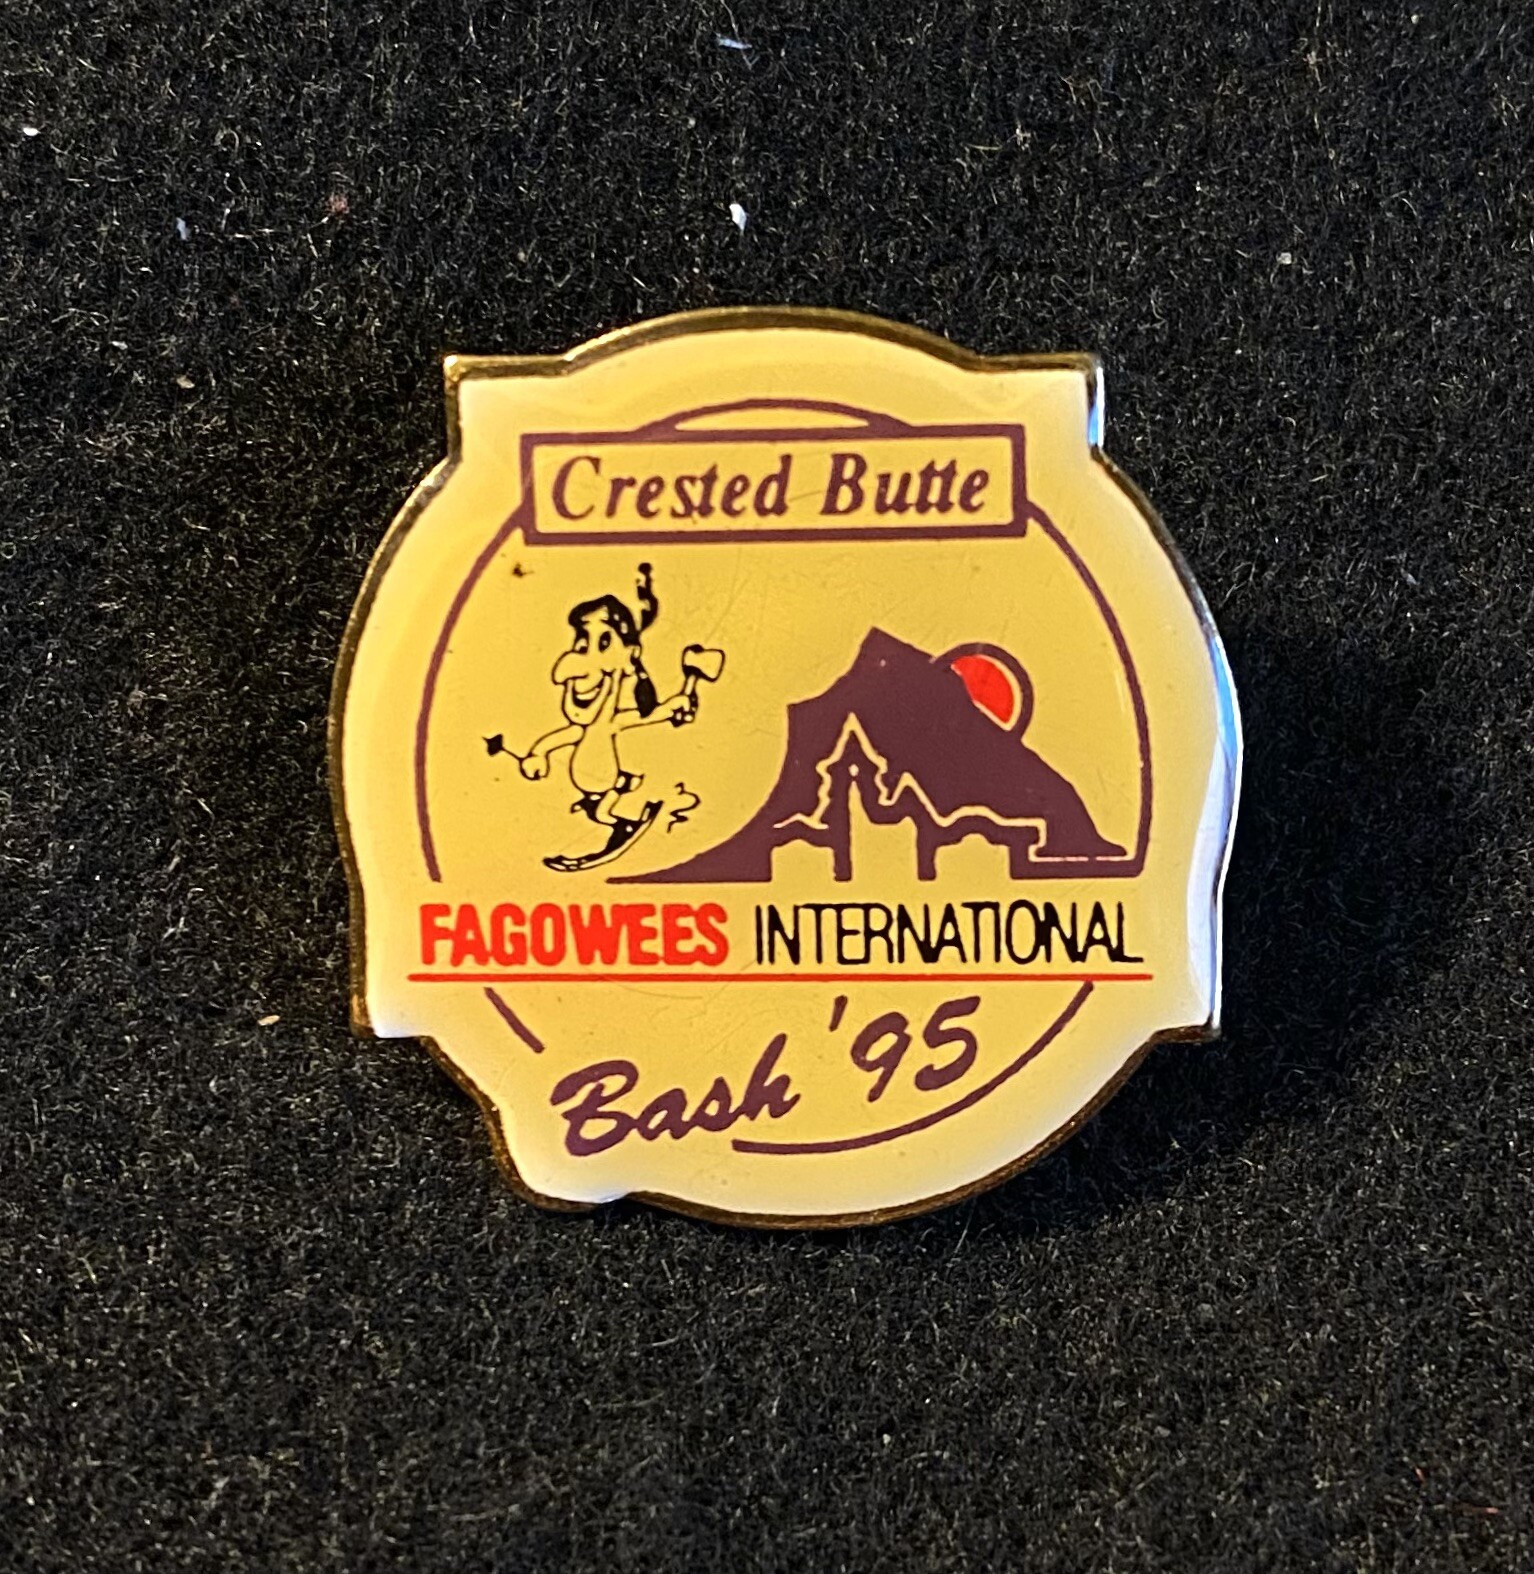 Crested Butte
FAGOWEES INTERNATIONAL
Bash '95